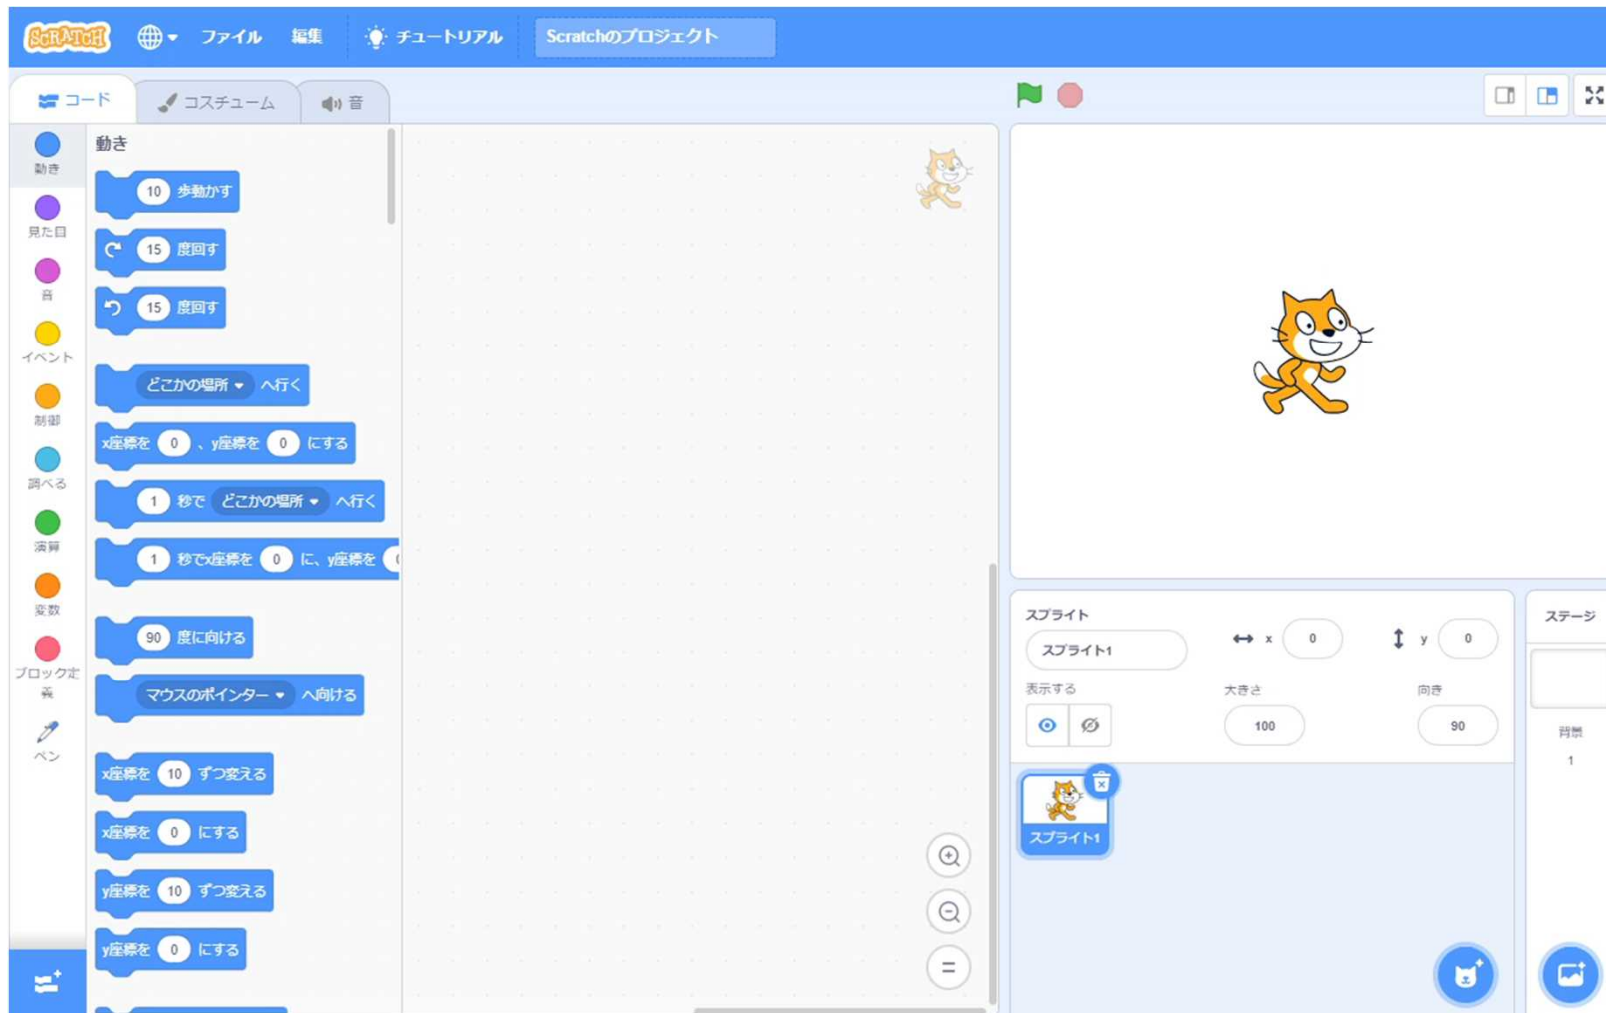 SCRATCH
ファイル
編集
チュートリアル
Scratchのプロジェクト
コード
コスチューム
音
動き
見た目
音
イベント
制御
調べる
演算
変数
ブロック定
義
ペン
動き
10 歩動かす
15 度回す
15 度回す
どこかの場所 へ行く
x座標を 0 、y座標を 0 にする
1 秒で どこかの場所 へ行く
1 秒でx座標を 0 に、y座標を
90 度に向ける
マウスのポインター へ向ける
x座標を 10 ずつ変える
x座標を 0 にする
y座標を 10 ずつ変える
y座標を 0 にする
スプライト
スプライト1
x 0
y 0
表示する
大きさ
100
向き
90
スプライト1
ステージ
背景
1